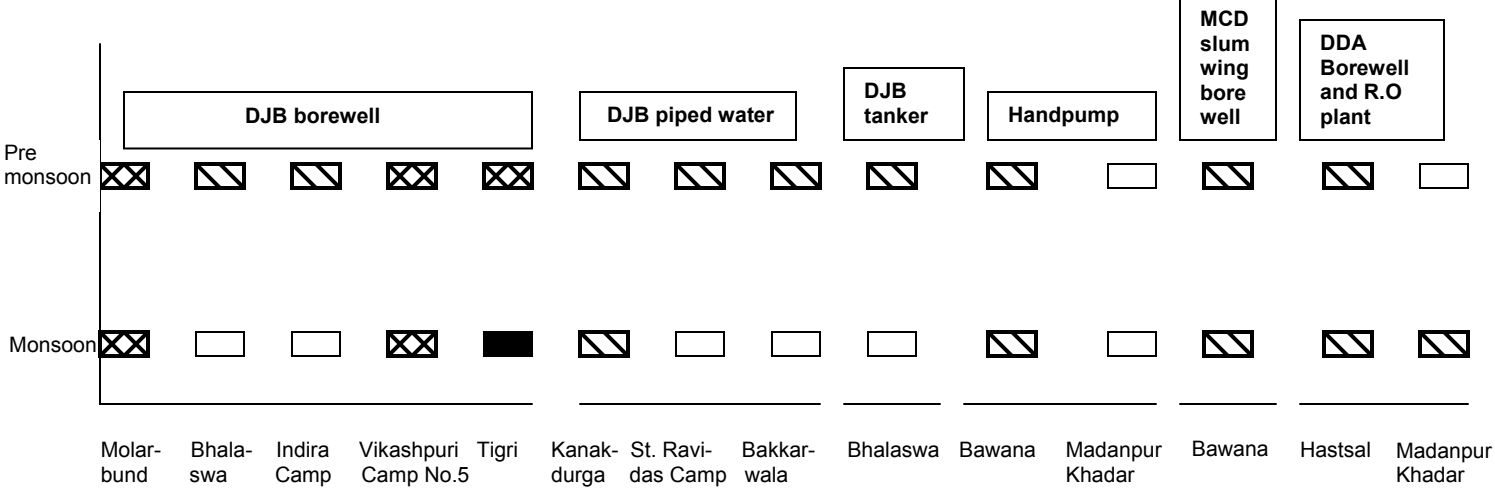 MCD
slum
wing
bore
well
DDA
Borewell
and R.O
plant
DJB
tanker
DJB borewell
DJB piped water
Handpump
Pre
monsoon
Monsoon
Molar-
bund
Bhala-
swa
Indira
Camp
Vikashpuri
Camp No.5
Tigri
Kanak-
durga
St. Ravi-
das Camp
Bakkar-
wala
Bhalaswa
Bawana
Madanpur
Khadar
Bawana
Hastsal
Madanpur
Khadar